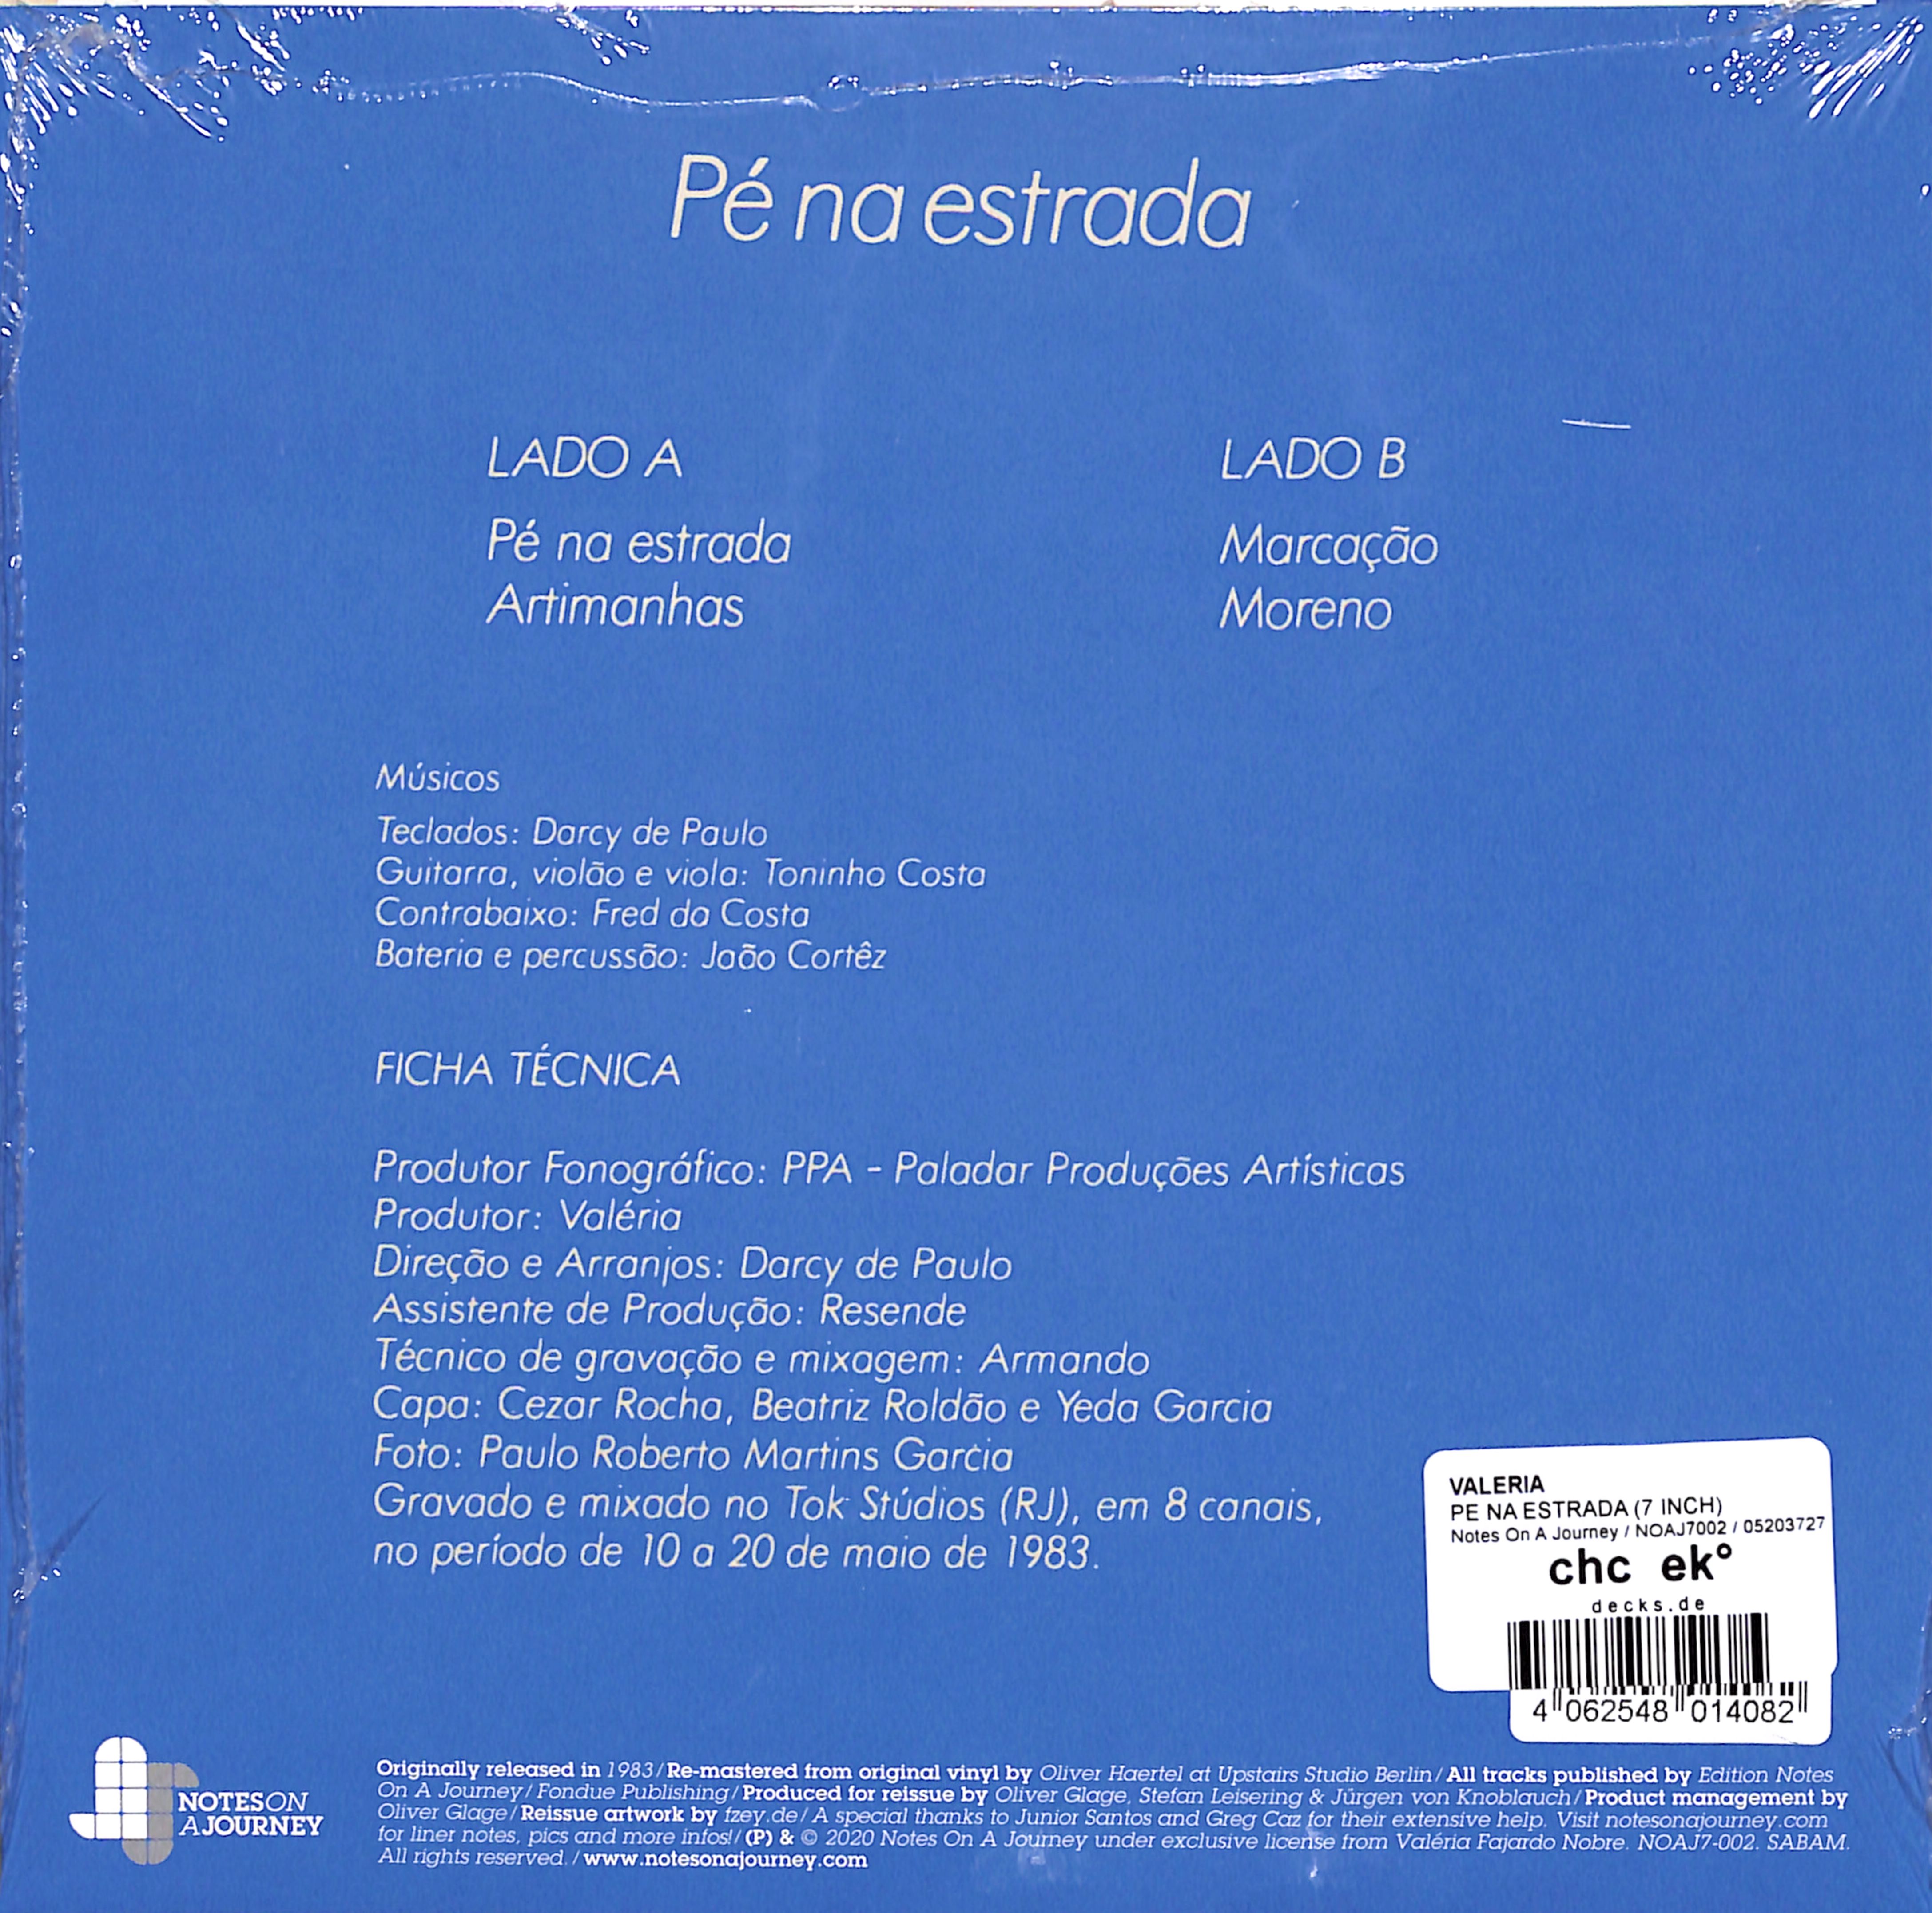 Pé na estrada
LADO A
Pé na estrada
Artimanhas
LADO B
Marcação
Moreno
Músicos
Teclados: Darcy de Paulo
Guitarra, violão e viola: Toninho Costa
Contrabaixo: Fred da Costa
Bateria e percussão: João Cortêz
FICHA TÉCNICA
Produtor Fonográfico: PPA - Paladar Produções Artísticas
Produtor: Valéria
Direção e Arranjos: Darcy de Paulo
Assistente de Produção: Resende
Técnico de gravação e mixagem: Armando
Capa: Cezar Rocha, Beatriz Roldão e Yeda Garcia
Foto: Paulo Roberto Martins Garcia
Gravado e mixado no Tok Stúdios (RJ), em 8 canais,
no período de 10 a 20 de maio de 1983.
VALERIA
PE NA ESTRADA (7 INCH)
Notes On A Journey / NOAJ7002 / 05203727
chc ek°
decks.de
4 062548 014082
NOTESON
AJOURNEY
Originally released in 1983 / Re-mastered from original vinyl by Oliver Haertel at Upstairs Studio Berlin / All tracks published by Edition Notes
On A Journey / Fondue Publishing / Produced for reissue by Oliver Glage, Stefan Leisering & Jürgen von Knoblauch / Product management by
Oliver Glage / Reissue artwork by fzey.de / A special thanks to Junior Santos and Greg Caz for their extensive help. Visit notesonajourney.com
for liner notes, pics and more infos! / (P) & © 2020 Notes On A Journey under exclusive license from Valéria Fajardo Nobre. NOAJ7-002. SABAM.
All rights reserved. / www.notesonajourney.com